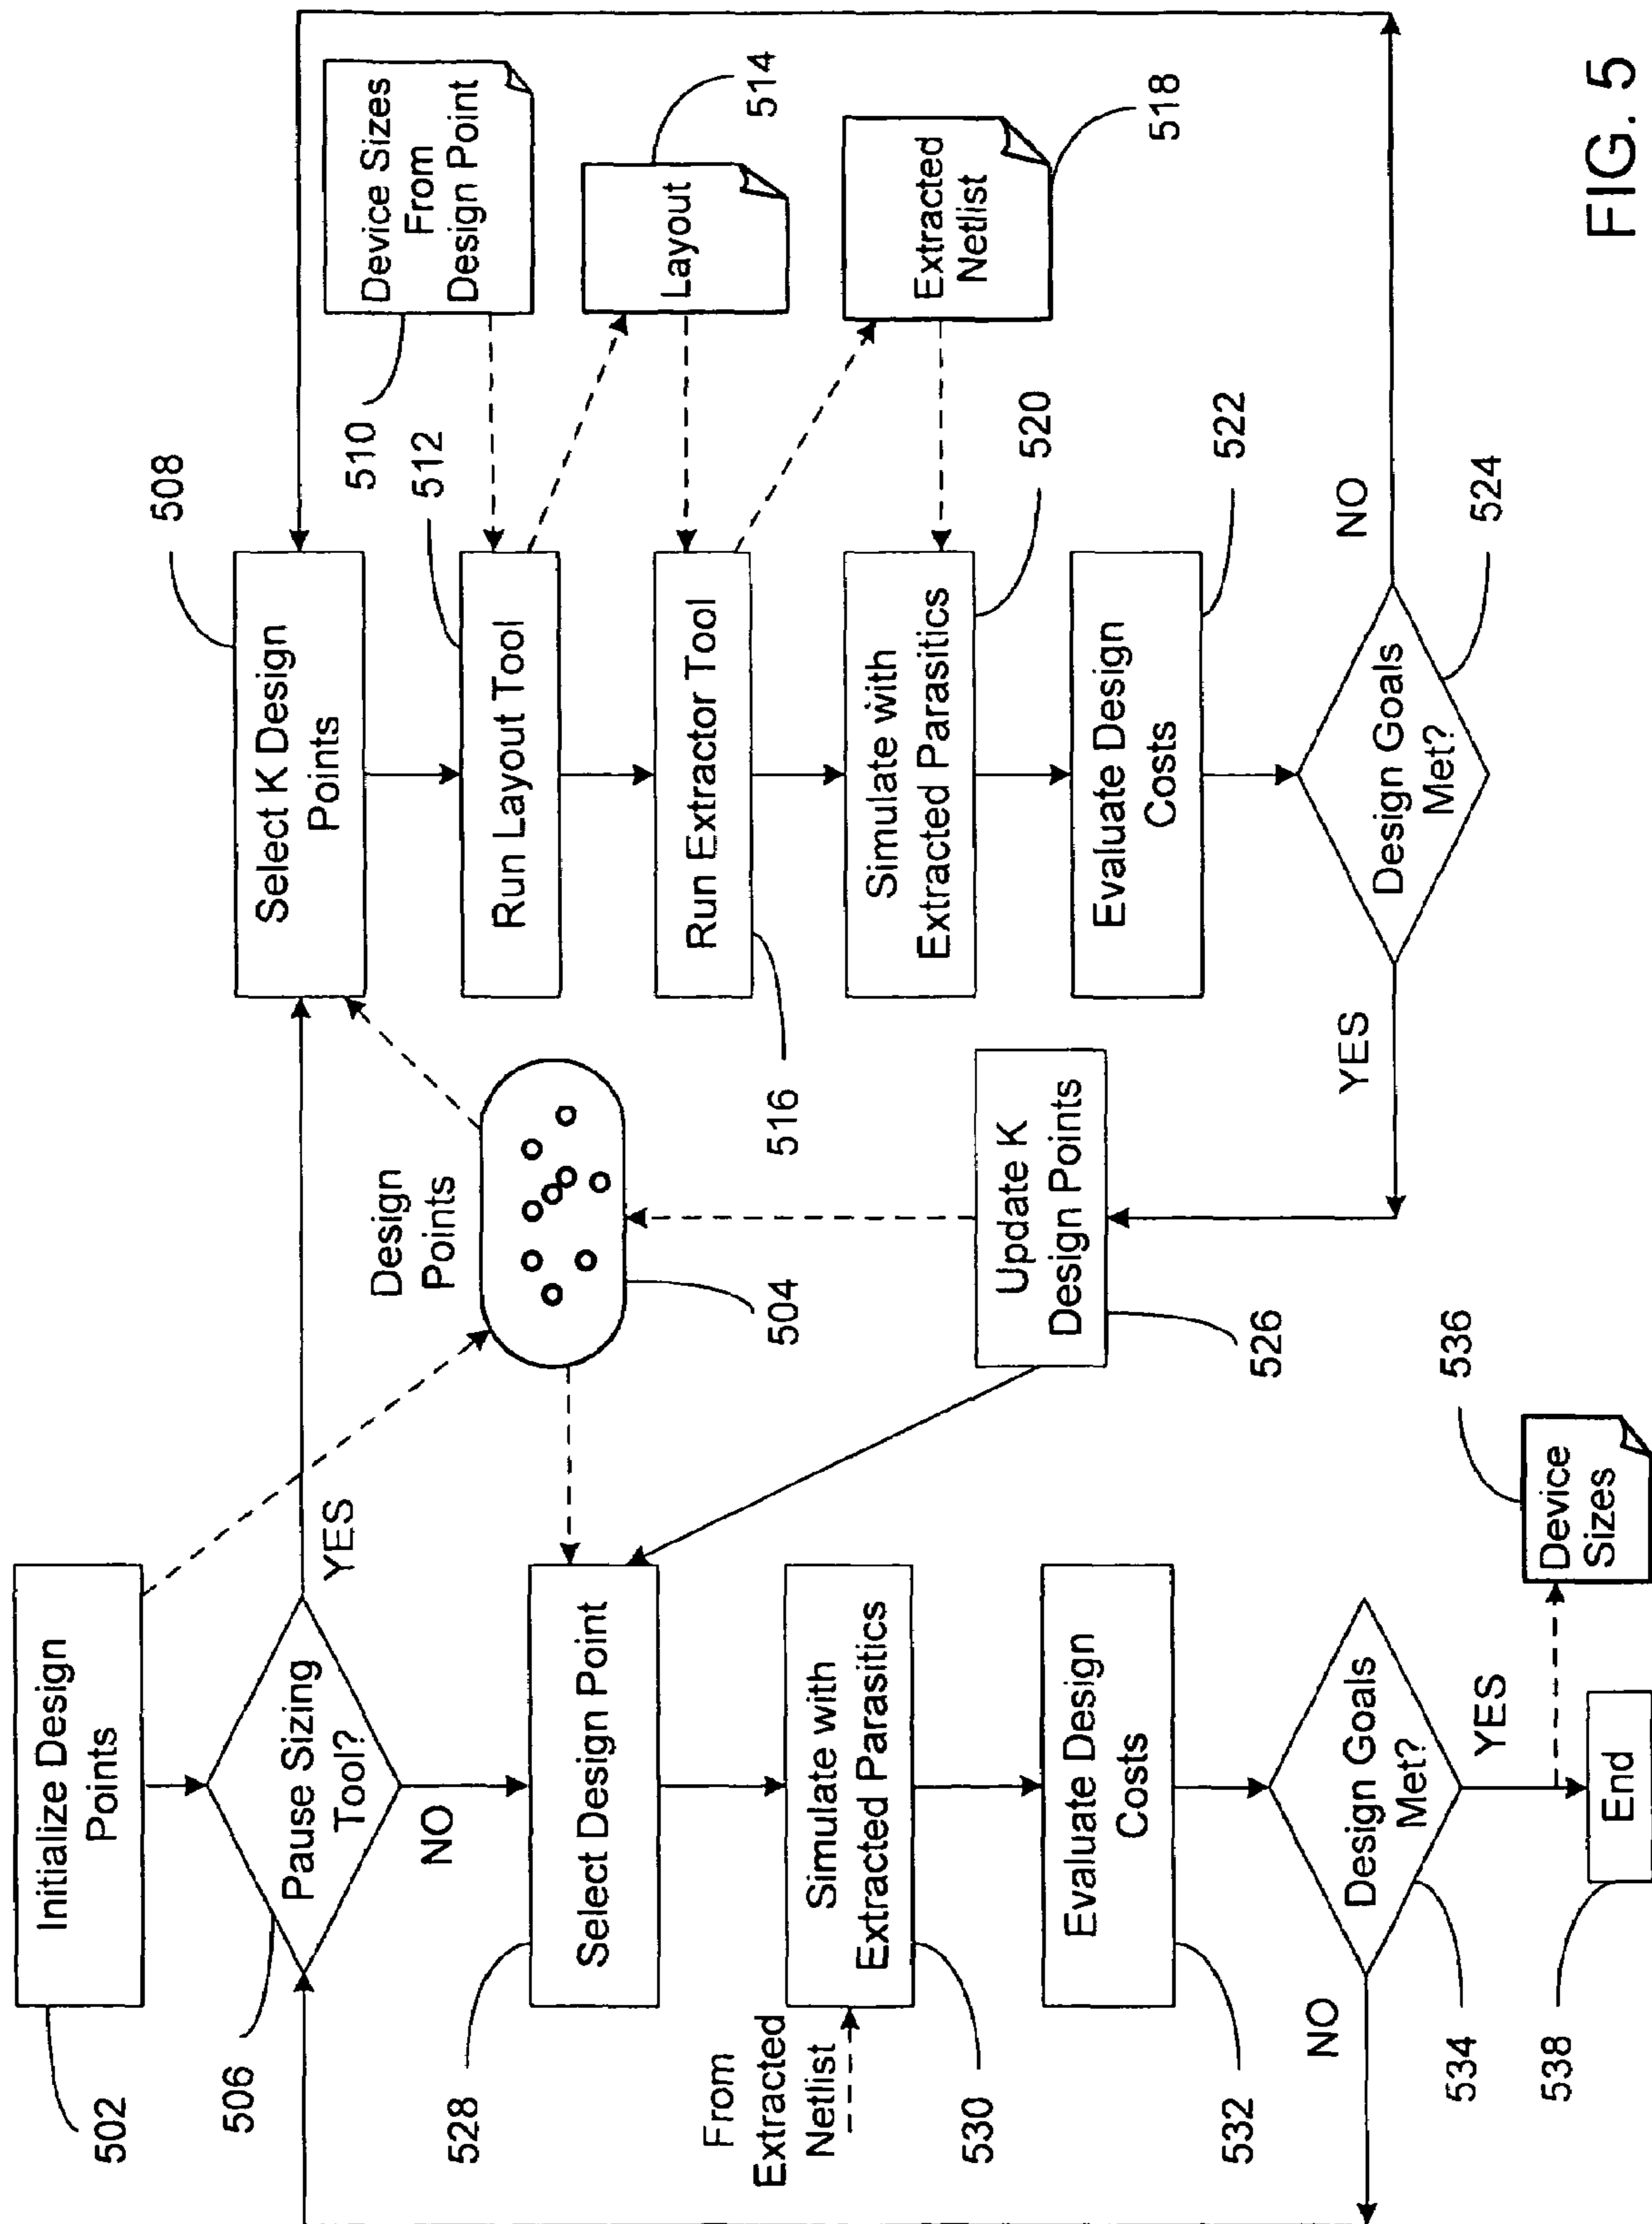 502
Initialize Design
Points
506
Pause Sizing
Tool?
YES
NO
528
Select Design Point
From
Extracted
Netlist
Simulate with
Extracted Parasitics
530
Evaluate Design
Costs
532
NO
Design Goals
Met?
534
YES
538
End
Device
Sizes
536
Design
Points
504
Update K
Design Points
526
508
Select K Design
Points
510
Device Sizes
From
Design Point
512
Run Layout Tool
514
Layout
Run Extractor Tool
516
Extracted
Netlist
518
Simulate with
Extracted Parasitics
520
Evaluate Design
Costs
522
YES
Design Goals
Met?
NO
524
FIG. 5